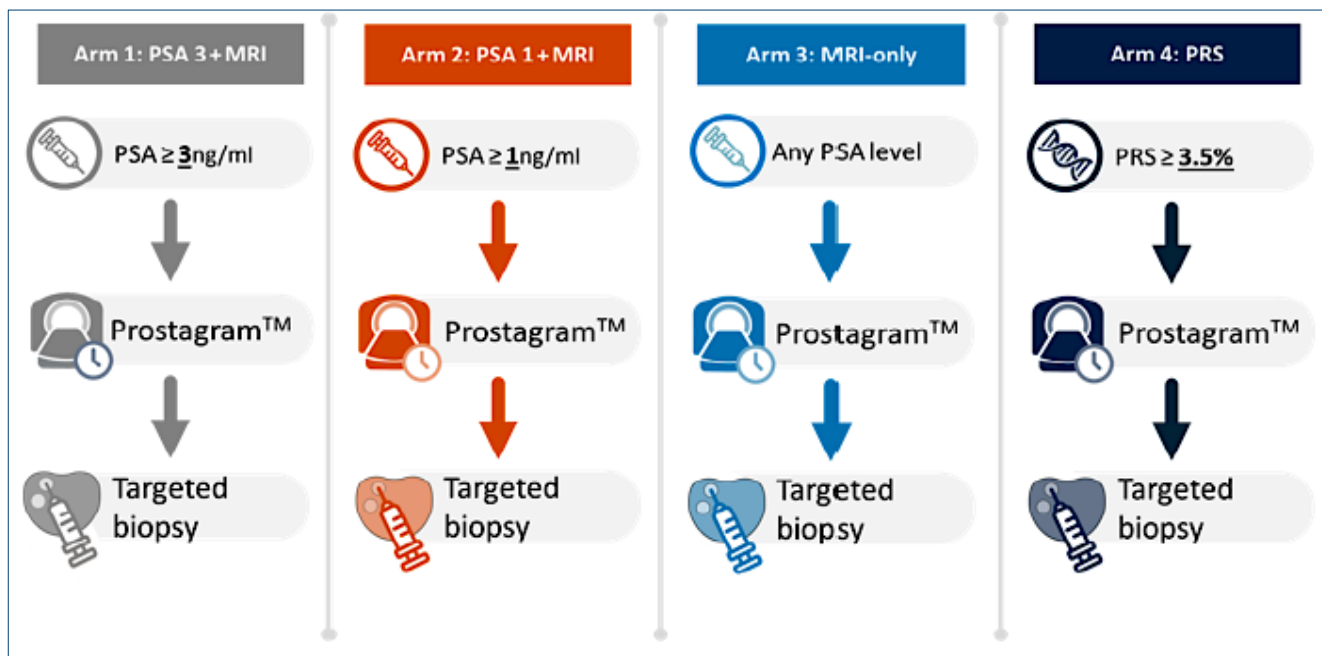 Arm 1: PSA 3+MRI
PSA ≥ 3ng/ml
Prostagram™
Targeted
biopsy
Arm 2: PSA 1+MRI
PSA ≥ 1ng/ml
Prostagram™
Targeted
biopsy
Arm 3: MRI-only
Any PSA level
Prostagram™
Targeted
biopsy
Arm 4: PRS
PRS ≥ 3.5%
Prostagram™
Targeted
biopsy